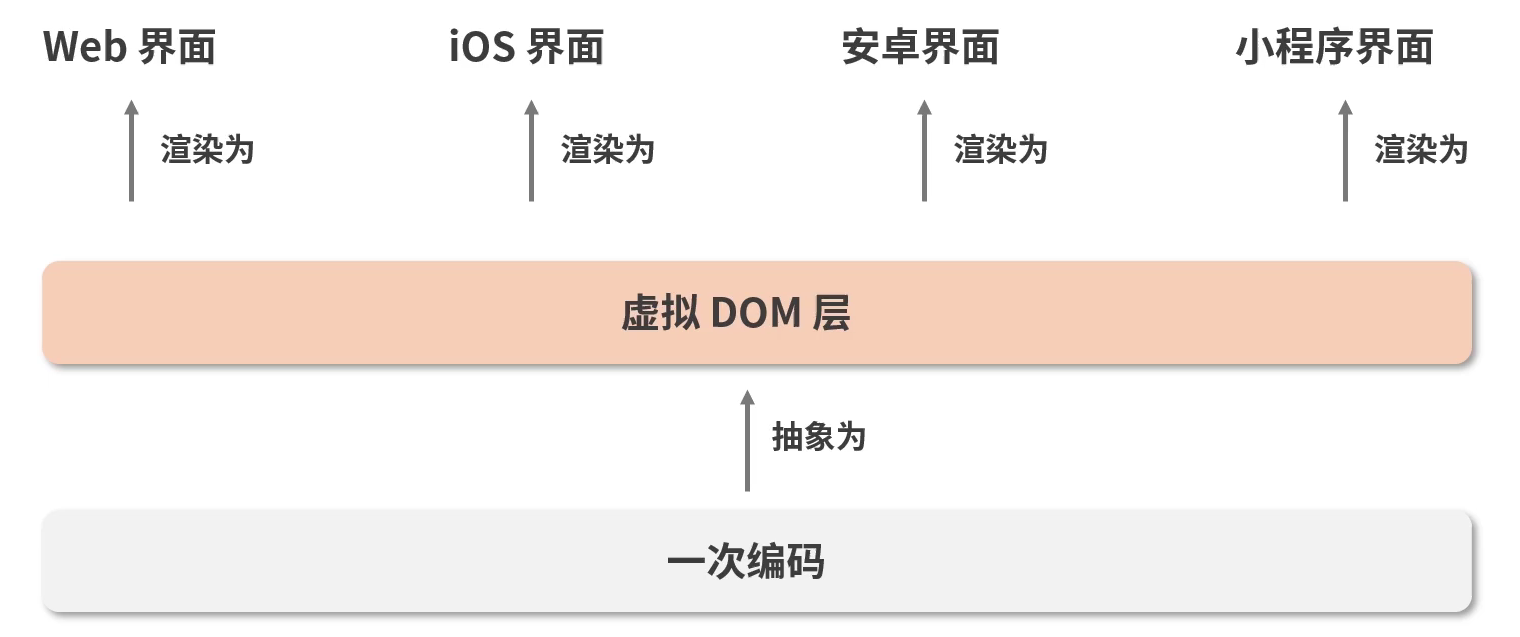 Web 界面
iOS 界面
安卓界面
小程序界面
渲染为
渲染为
渲染为
渲染为
虚拟 DOM 层
抽象为
一次编码